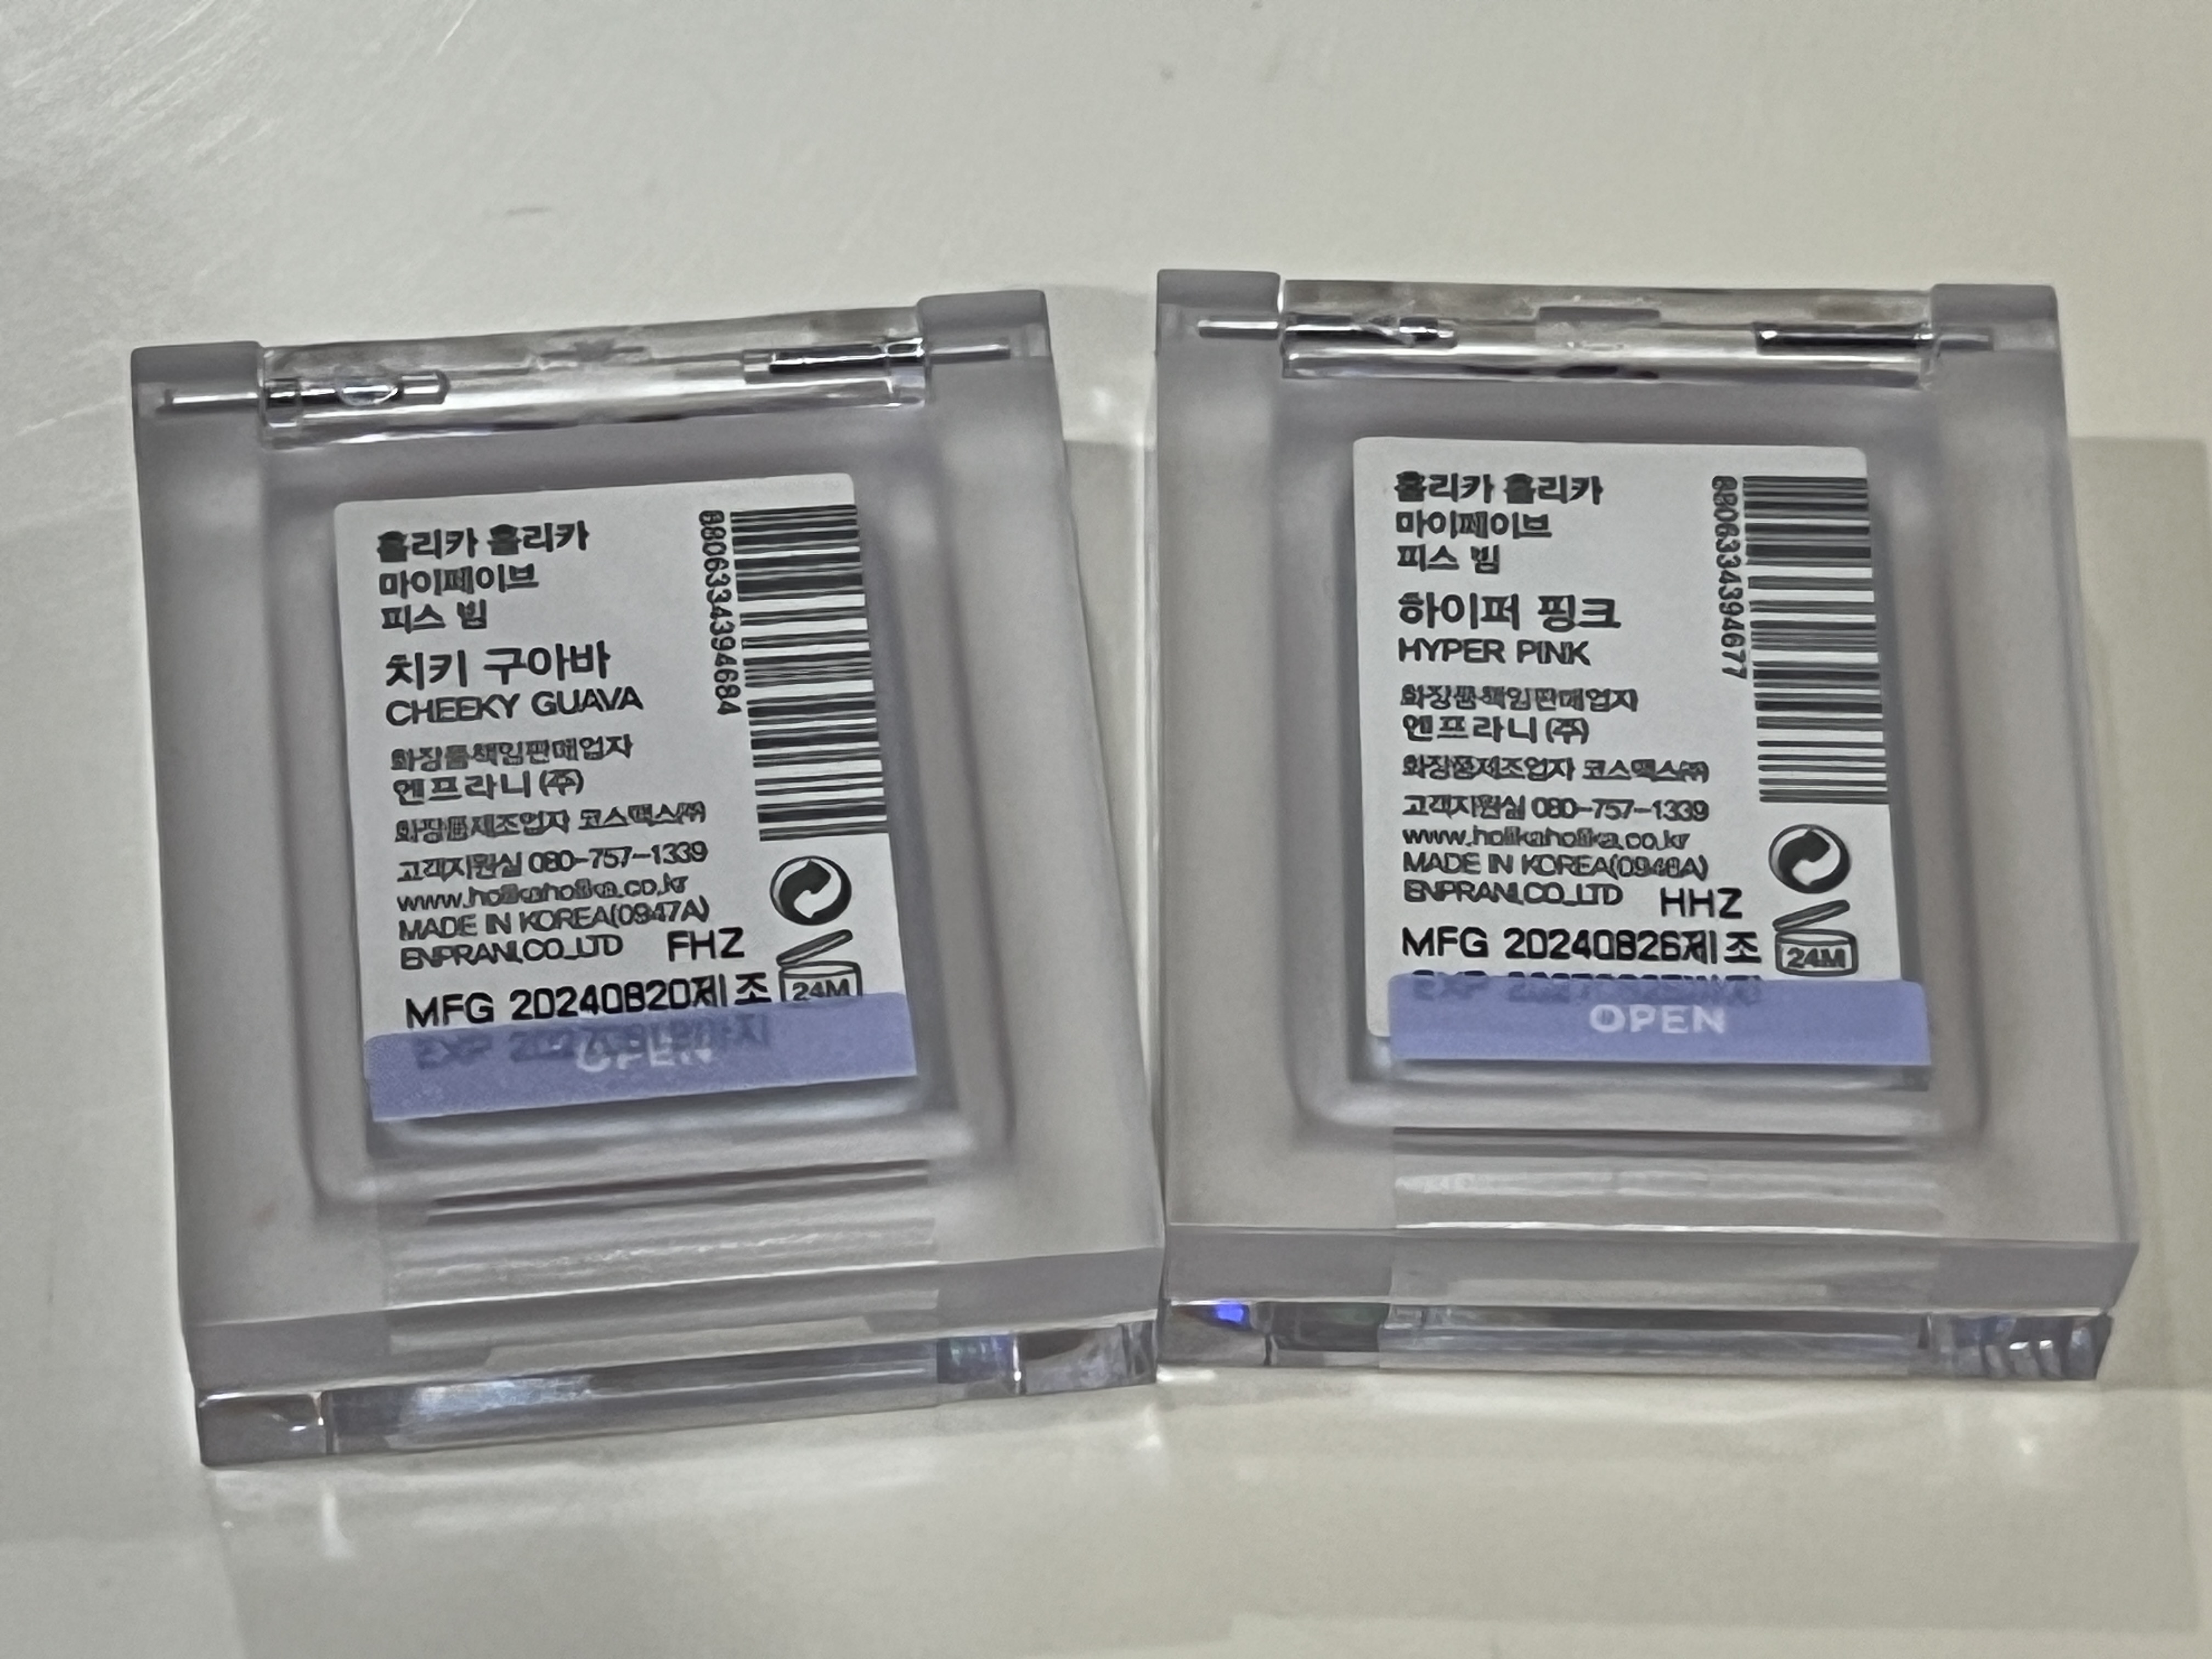 홀리카 홀리카
마이페이브
피스 빔
치키 구아바
CHEEKY GUAVA
화장품책임판매업자
엔프라니(주)
화장품제조업자 코스맥스(주)
고객지원실 080-757-1339
www.holikaholika.co.kr
MADE IN KOREA(0947A)
ENPRANI.CO.,LTD FHZ
MFG 20240820제조
OPEN
8806334394684
24M
홀리카 홀리카
마이페이브
피스 빔
하이퍼 핑크
HYPER PINK
화장품책임판매업자
엔프라니(주)
화장품제조업자 코스맥스(주)
고객지원실 080-757-1339
www.holikaholika.co.kr
MADE IN KOREA(0948A)
ENPRANI.CO.,LTD HHZ
MFG 20240826제조
OPEN
8806334394677
24M